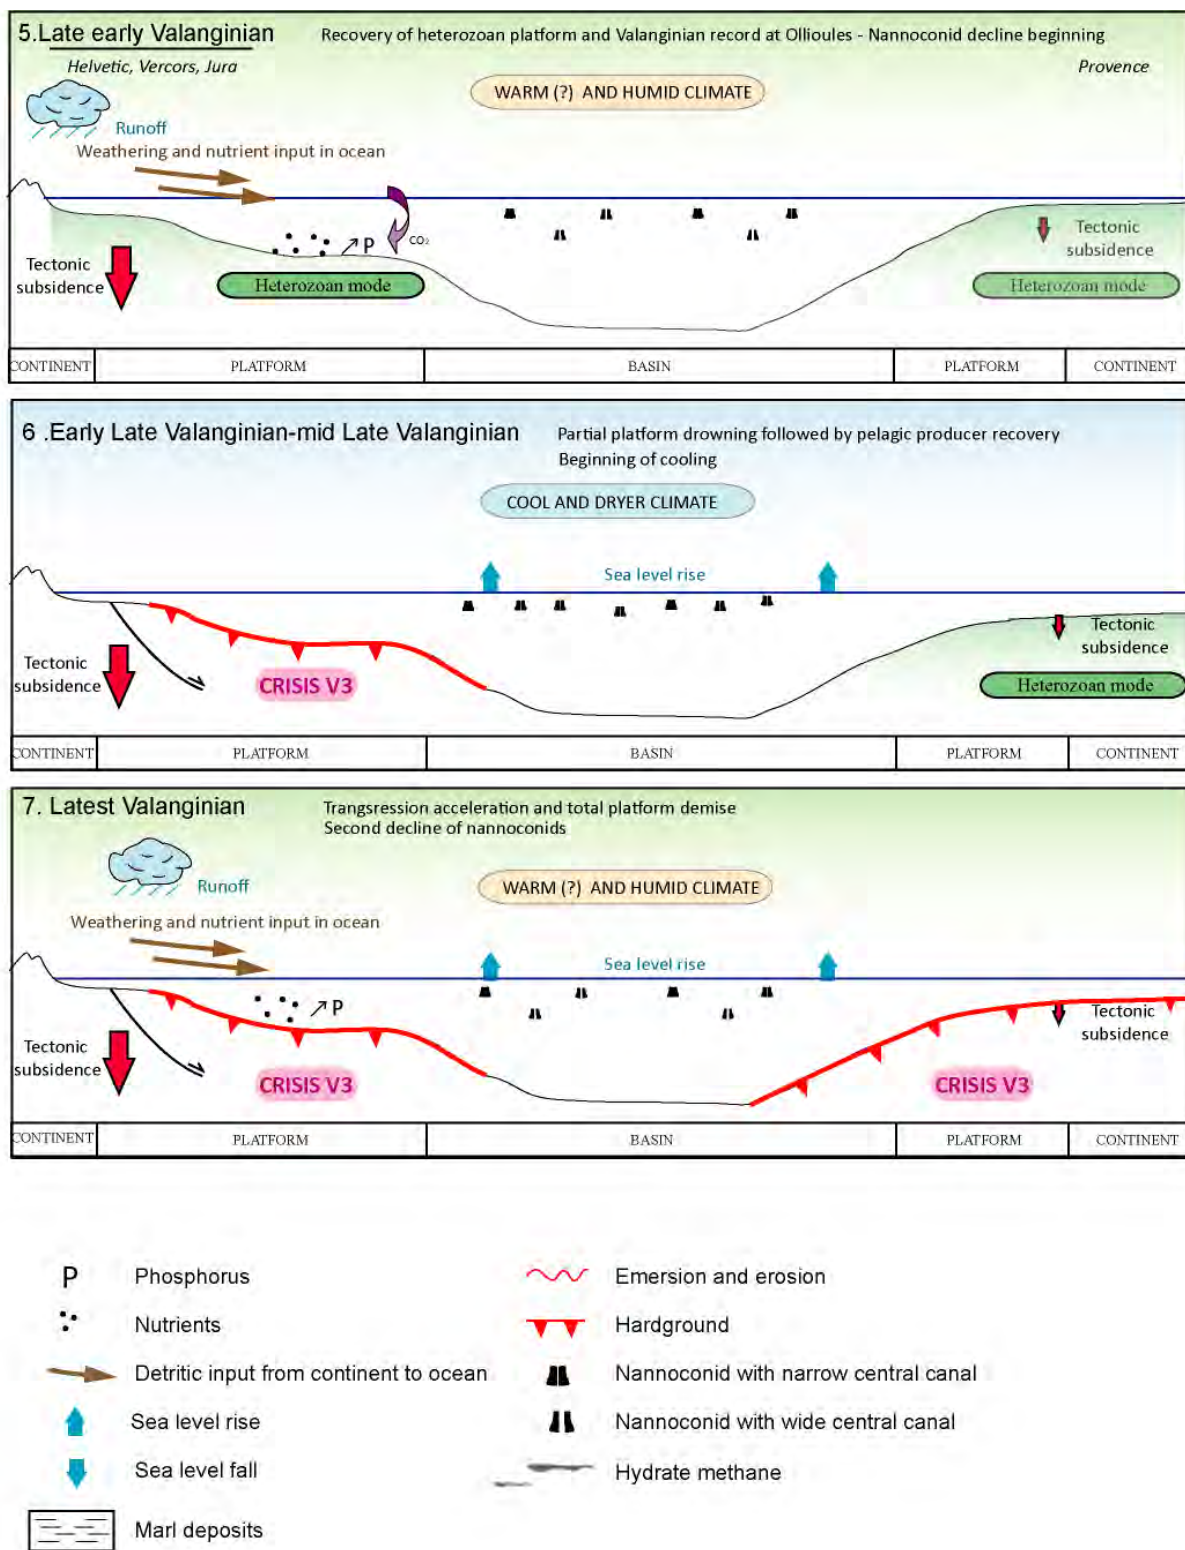 5.Late early Valanginian
Recovery of heterozoan platform and Valanginian record at Ollioules - Nannoconid decline beginning
Helvetic, Vercors, Jura
Provence
WARM (?) AND HUMID CLIMATE
Runoff
Weathering and nutrient input in ocean
P
CO₂
Tectonic
subsidence
Heterozoan mode
Tectonic
subsidence
Heterozoan mode
CONTINENT
PLATFORM
BASIN
PLATFORM
CONTINENT
6 .Early Late Valanginian-mid Late Valanginian
Partial platform drowning followed by pelagic producer recovery
Beginning of cooling
COOL AND DRYER CLIMATE
Sea level rise
Tectonic
subsidence
CRISIS V3
Tectonic
subsidence
Heterozoan mode
CONTINENT
PLATFORM
BASIN
PLATFORM
CONTINENT
7. Latest Valanginian
Trangsression acceleration and total platform demise
Second decline of nannoconids
Runoff
WARM (?) AND HUMID CLIMATE
Weathering and nutrient input in ocean
Sea level rise
P
Tectonic
subsidence
CRISIS V3
Tectonic
subsidence
CRISIS V3
CONTINENT
PLATFORM
BASIN
PLATFORM
CONTINENT
P
Phosphorus
Emersion and erosion
Nutrients
Hardground
Detritic input from continent to ocean
Nannoconid with narrow central canal
Sea level rise
Nannoconid with wide central canal
Sea level fall
Hydrate methane
Marl deposits